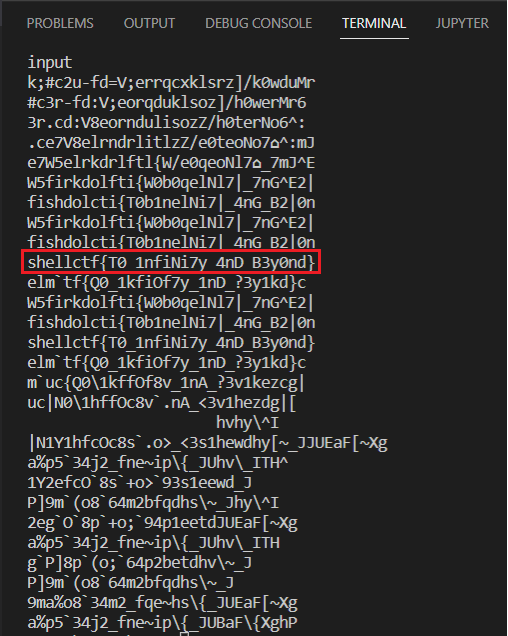 PROBLEMS OUTPUT DEBUG CONSOLE TERMINAL JUPYTER
input
k;#c2u-fd=V;errqcxklsrz]/k0wduMr
#c3r-fd:V;eorqduklsoz]/h0werMr6
3r.cd:V8eorndulisozZ/h0terNo6^:
.ce7V8elrndrlitlzZ/e0teoNo7⌂^:mJ
e7W5elrkdrlftl{W/e0qeoNl7⌂_7mJ^E
W5firkdolfti{W0b0qelNl7|_7nG^E2|
fishdolcfti{T0b1nelNi7|_4nG_B2|0n
W5firkdolfti{W0b0qelNl7|_7nG^E2|
fishdolcti{T0b1nelNi7|_4nG_B2|0n
shellctf{T0_1nfiNi7y_4nD_B3y0nd}
elm`tf{Q0_1kfiOf7y_1nD_?3y1kd}c
W5firkdolfti{W0b0qelNl7|_7nG^E2|
fishdolcti{T0b1nelNi7|_4nG_B2|0n
shellctf{T0_1nfiNi7y_4nD_B3y0nd}
elm`tf{Q0_1kfiOf7y_1nD_?3y1kd}c
m`uc{Q0\1kffOf8v_1nA_?3v1kezcg|
uc|N0\1hffOc8v`.nA_<3v1hezdg|[
hvhy\^I
|N1Y1hfcOc8s`.o>_<3s1hewdhy[~_JJUEaF[~Xg
a%p5`34j2_fne~ip\{_JUhv\_ITH^
1Y2efcO`8s`+o>`93s1eewd_J
P]9m`(o8`64m2bfqdhs\~_Jhy\^I
2eg`O`8p`+o;`94p1eetdJUEaF[~Xg
a%p5`34j2_fne~ip\{_JUhv\_ITH
g`P]8p`(o;`64p2betdhv\~_J
P]9m`(o8`64m2bfqdhs\~_J
9ma%o8`34m2_fqe~hs\{_JUEaF[~Xg
a%p5`34j2_fne~ip\{_JUBaF\{XghP